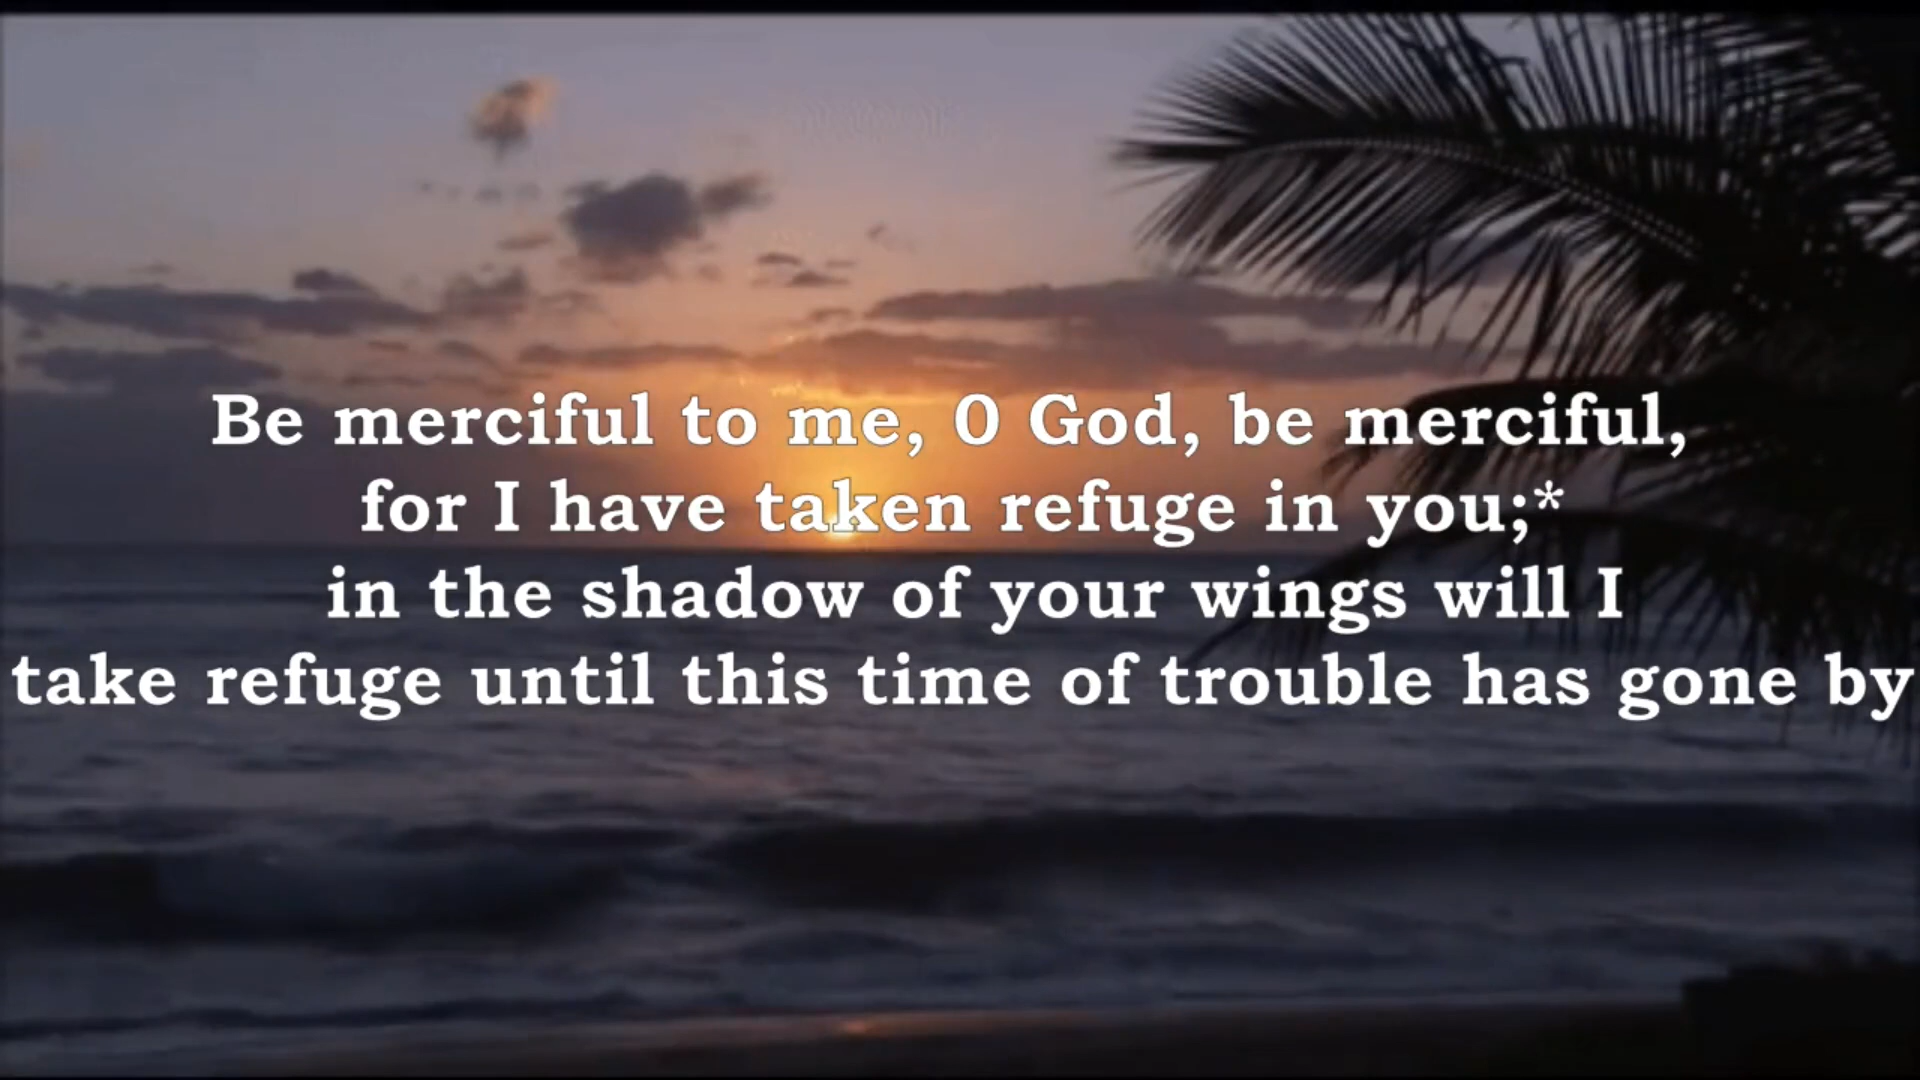 Be merciful to me, O God, be merciful,
for I have taken refuge in you;*
in the shadow of your wings will I
take refuge until this time of trouble has gone by